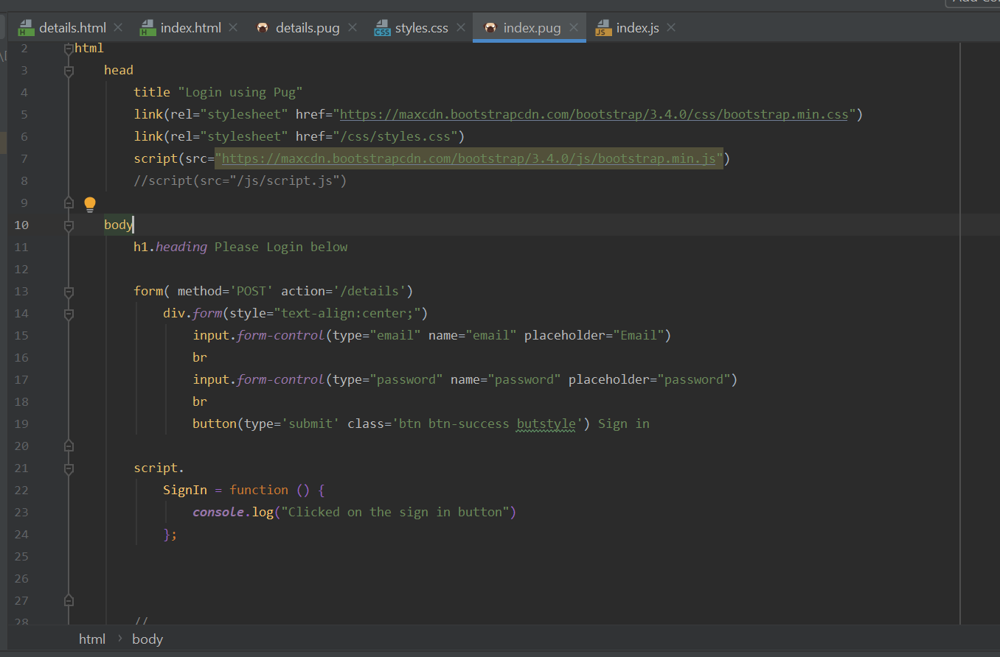 details.html index.html details.pug styles.css index.pug index.js
2 html
3 head
4 title "Login using Pug"
5 link(rel="stylesheet" href="https://maxcdn.bootstrapcdn.com/bootstrap/3.4.0/css/bootstrap.min.css")
6 link(rel="stylesheet" href="/css/styles.css")
7 script(src="https://maxcdn.bootstrapcdn.com/bootstrap/3.4.0/js/bootstrap.min.js")
8 //script(src="/js/script.js")
9
10 body
11 h1.heading Please Login below
12
13 form( method='POST' action='/details')
14 div.form(style="text-align:center;")
15 input.form-control(type="email" name="email" placeholder="Email")
16 br
17 input.form-control(type="password" name="password" placeholder="password")
18 br
19 button(type='submit' class='btn btn-success butstyle') Sign in
20
21 script.
22 SignIn = function () {
23 console.log("Clicked on the sign in button")
24 };
25
26
27
28 //
html › body